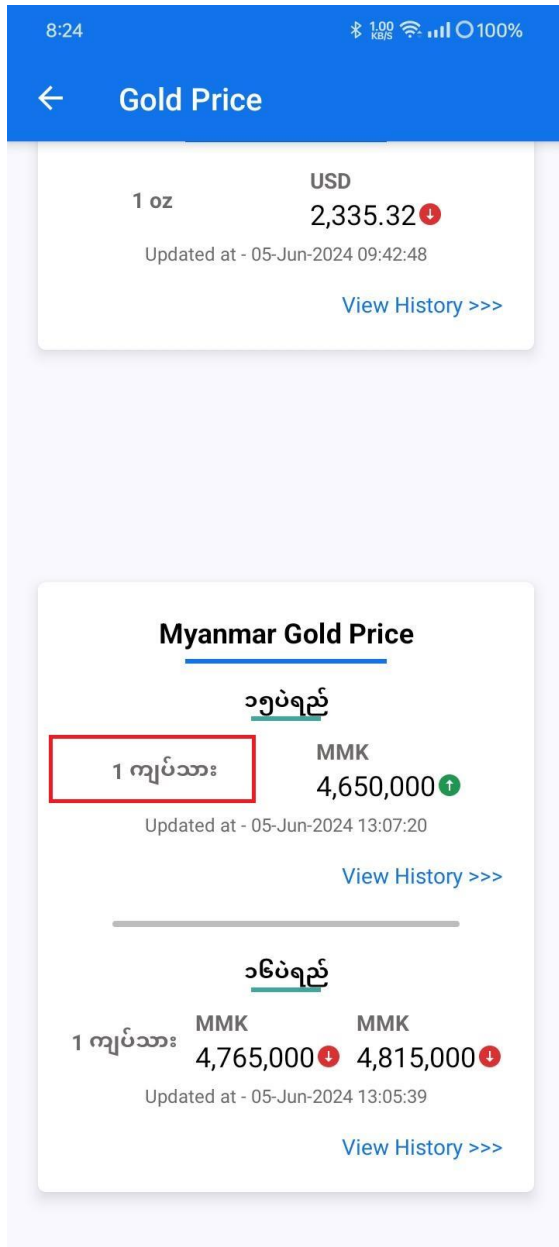 8:24 1.00 KB/S 100%
Gold Price
USD
1 oz 2,335.32
Updated at - 05-Jun-2024 09:42:48
View History >>>
Myanmar Gold Price
၁၅ပဲရည်
MMK
1 ကျပ်သား 4,650,000
Updated at - 05-Jun-2024 13:07:20
View History >>>
၁၆ပဲရည်
MMK MMK
1 ကျပ်သား 4,765,000 4,815,000
Updated at - 05-Jun-2024 13:05:39
View History >>>